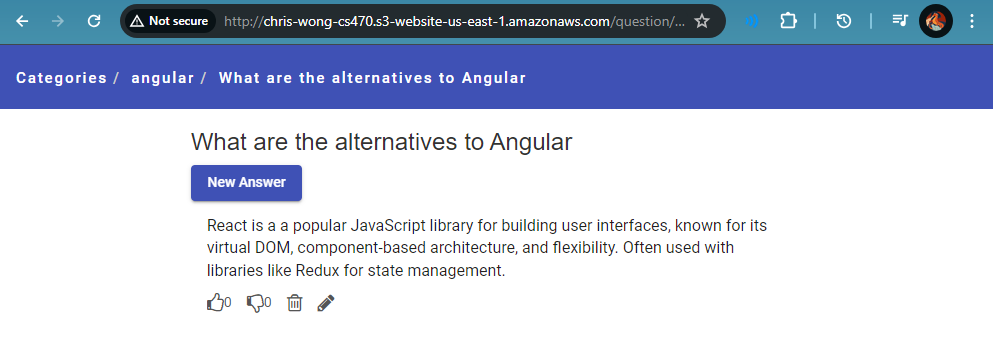 Not secure http://chris-wong-cs470.s3-website-us-east-1.amazonaws.com/question/...
Categories / angular / What are the alternatives to Angular
What are the alternatives to Angular
New Answer
React is a a popular JavaScript library for building user interfaces, known for its
virtual DOM, component-based architecture, and flexibility. Often used with
libraries like Redux for state management.
0 0